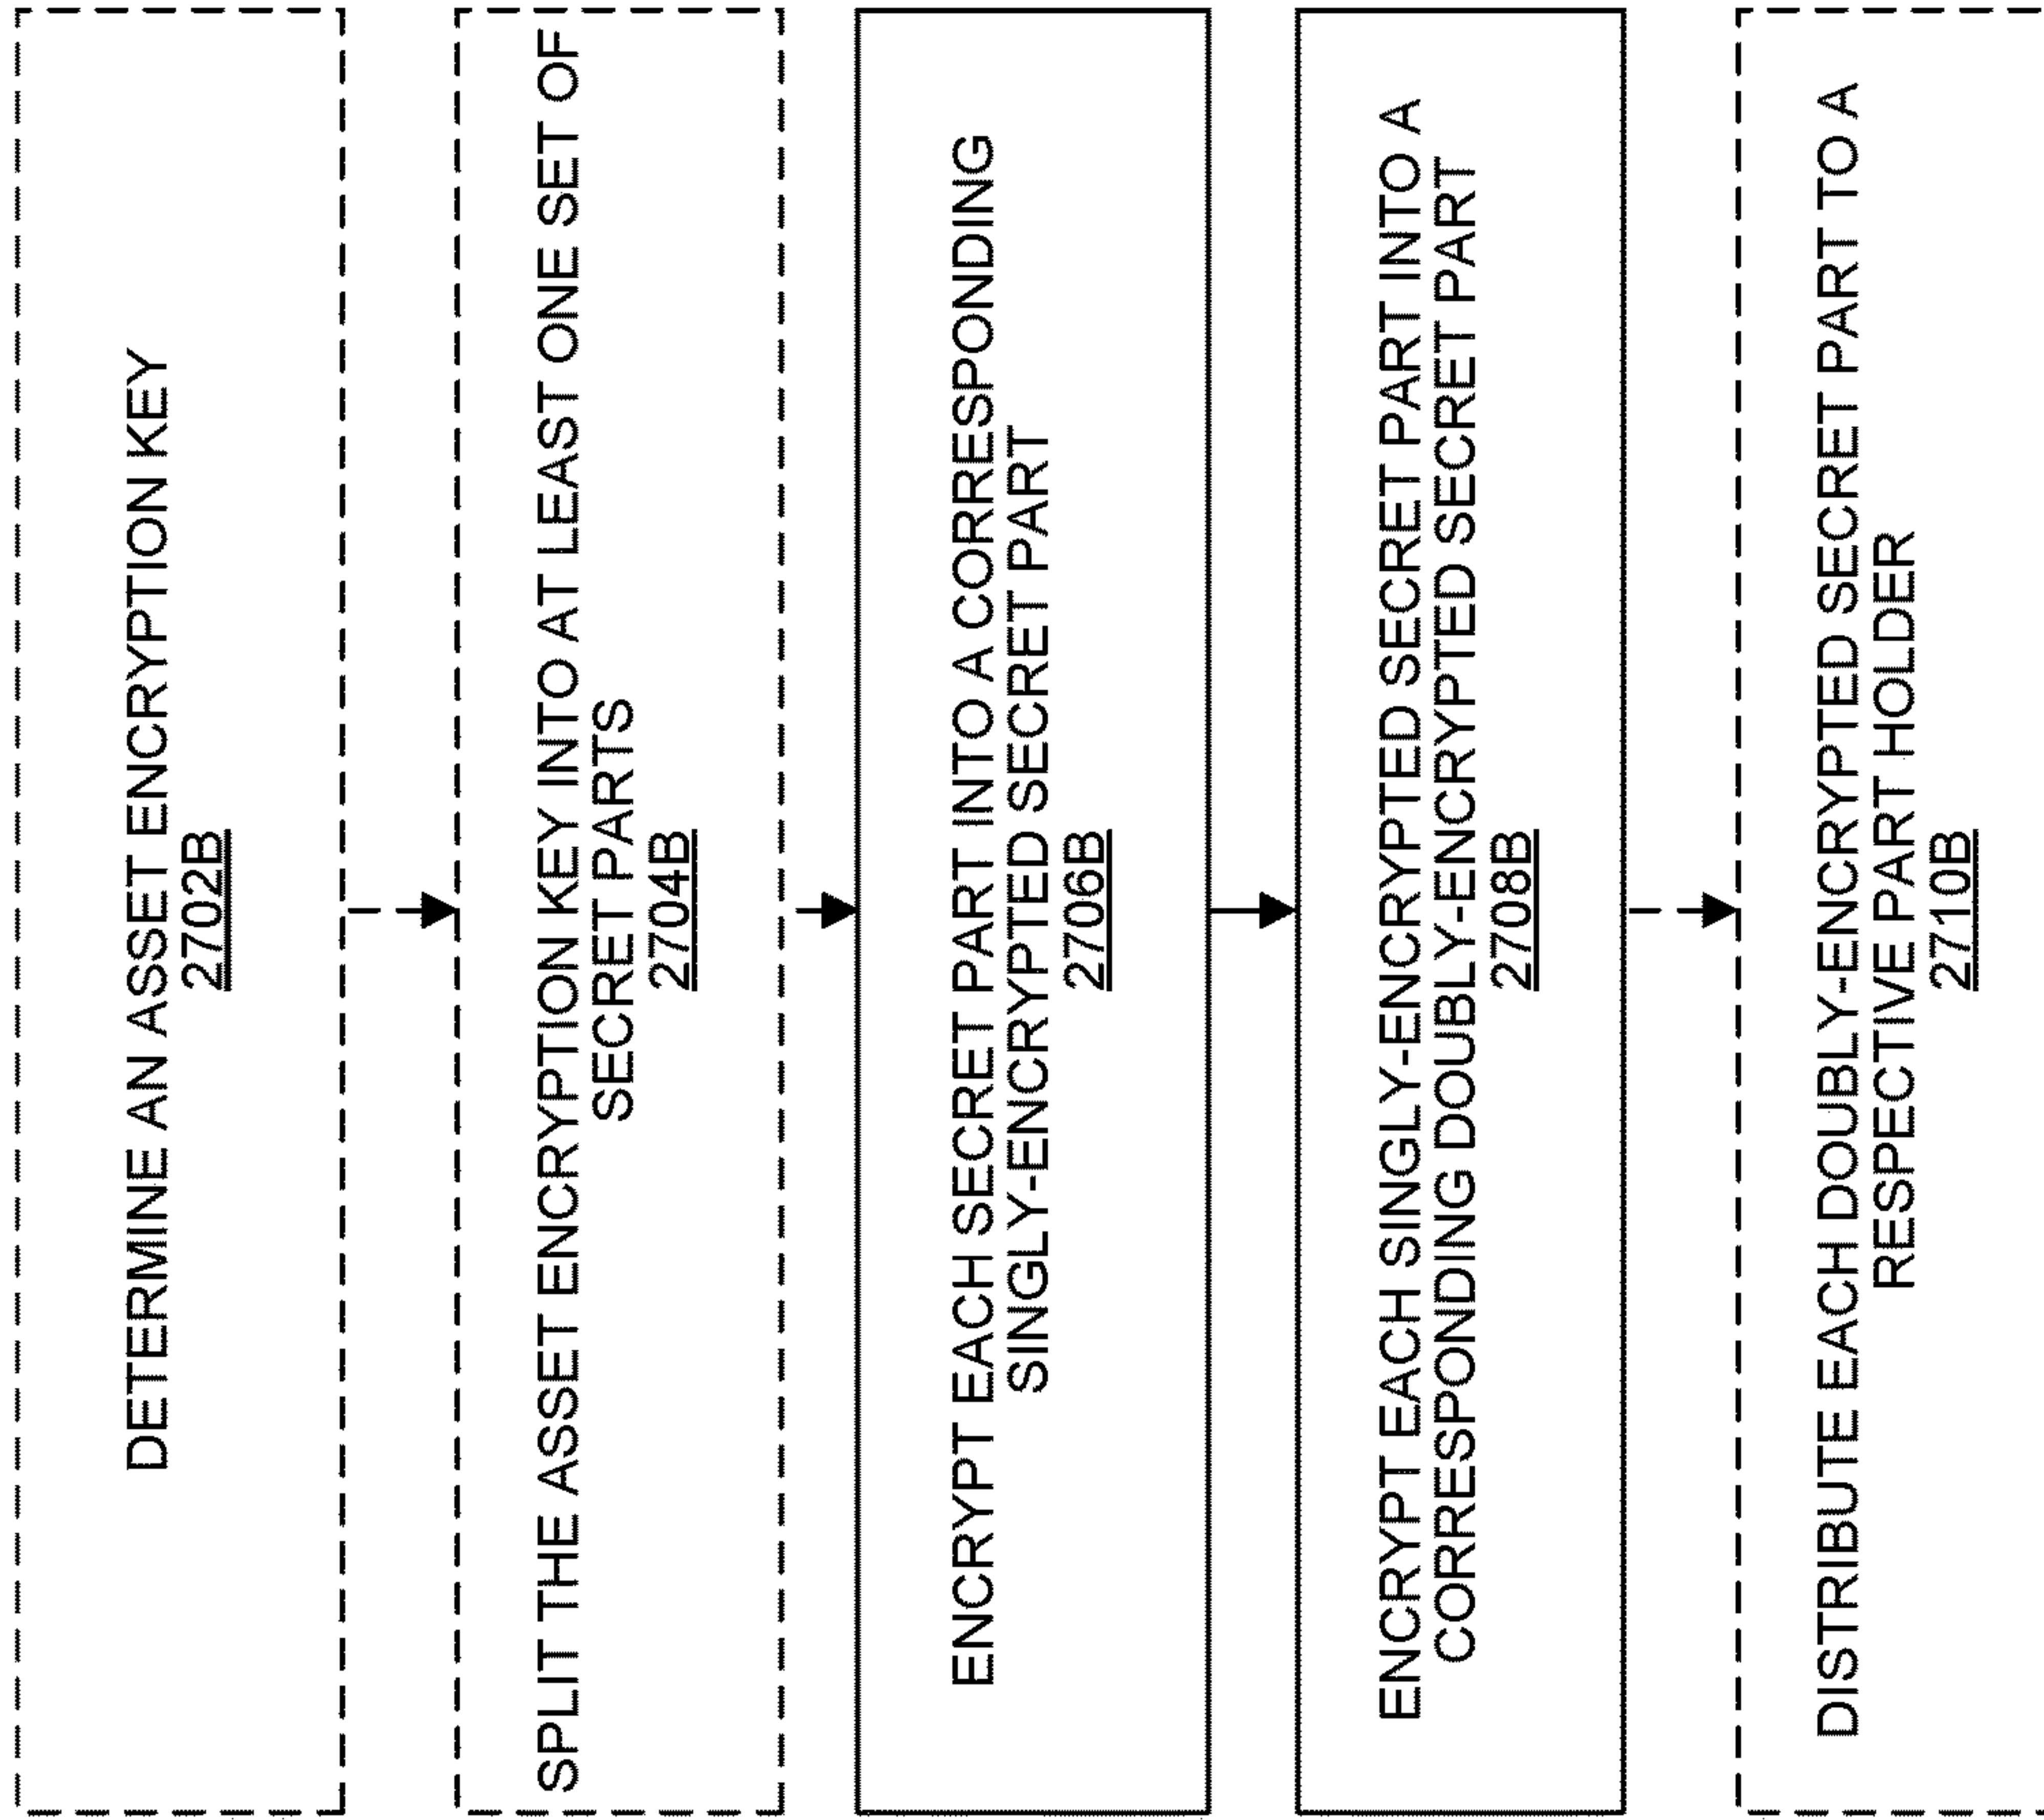 DETERMINE AN ASSET ENCRYPTION KEY
2702B
SPLIT THE ASSET ENCRYPTION KEY INTO AT LEAST ONE SET OF
SECRET PARTS
2704B
ENCRYPT EACH SECRET PART INTO A CORRESPONDING
SINGLY-ENCRYPTED SECRET PART
2706B
ENCRYPT EACH SINGLY-ENCRYPTED SECRET PART INTO A
CORRESPONDING DOUBLY-ENCRYPTED SECRET PART
2708B
DISTRIBUTE EACH DOUBLY-ENCRYPTED SECRET PART TO A
RESPECTIVE PART HOLDER
2710B